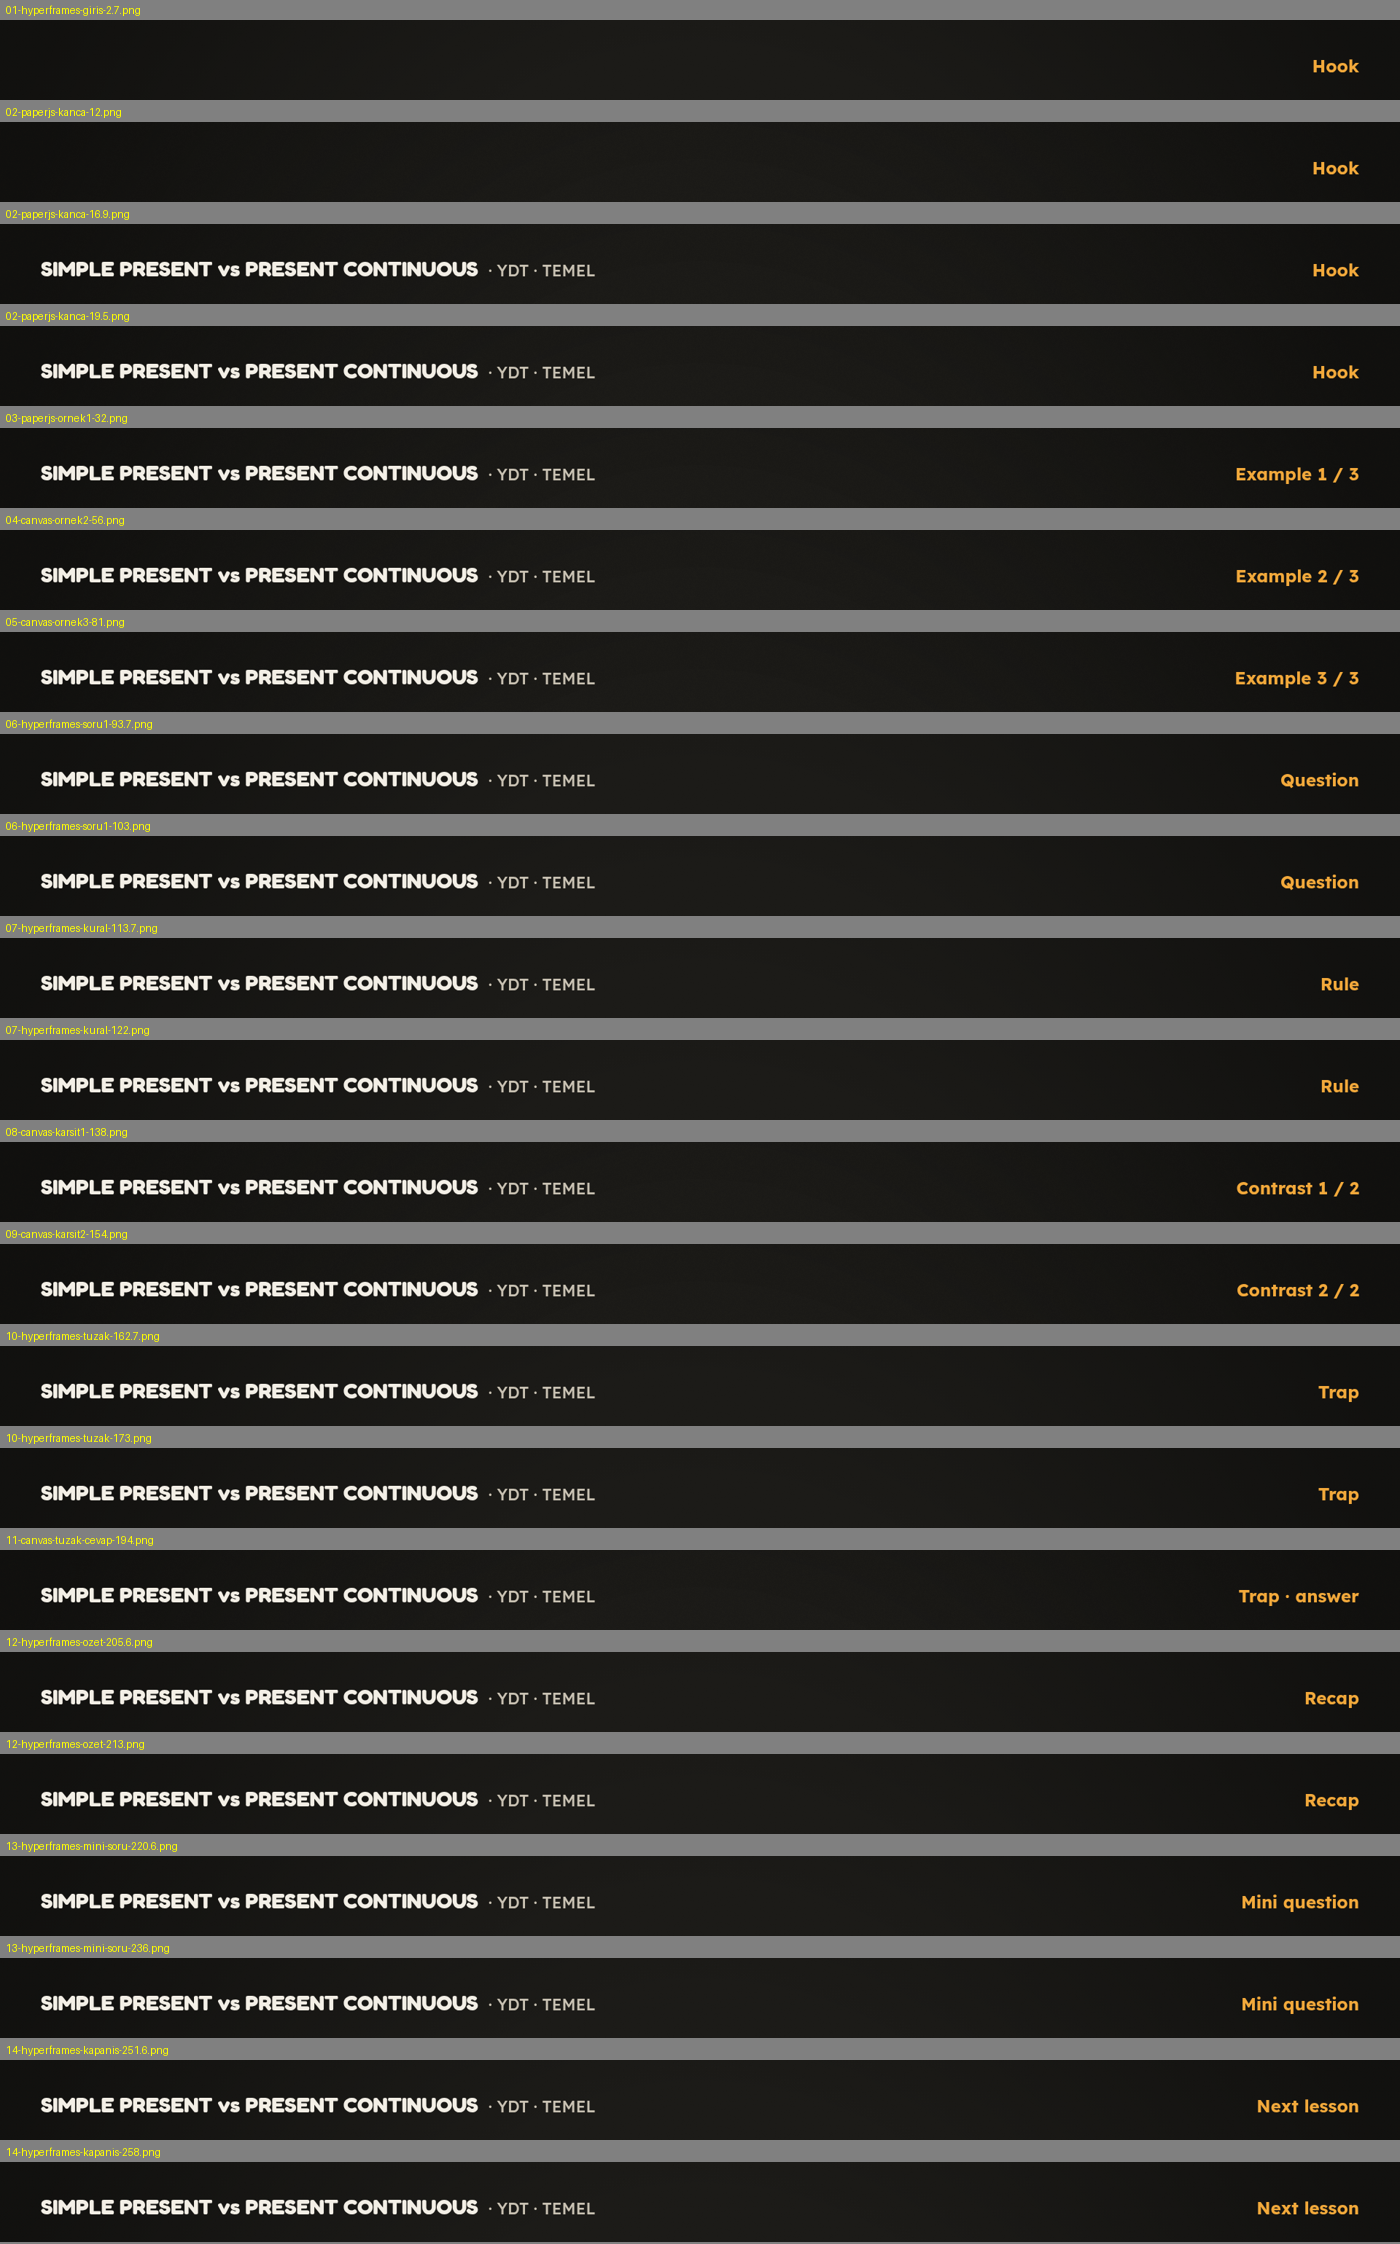 01-hyperframes-giris-2.7.png
Hook
02-paperjs-kanca-12.png
Hook
02-paperjs-kanca-16.9.png
SIMPLE PRESENT vs PRESENT CONTINUOUS · YDT · TEMEL Hook
02-paperjs-kanca-19.5.png
SIMPLE PRESENT vs PRESENT CONTINUOUS · YDT · TEMEL Hook
03-paperjs-ornek1-32.png
SIMPLE PRESENT vs PRESENT CONTINUOUS · YDT · TEMEL Example 1 / 3
04-canvas-ornek2-56.png
SIMPLE PRESENT vs PRESENT CONTINUOUS · YDT · TEMEL Example 2 / 3
05-canvas-ornek3-81.png
SIMPLE PRESENT vs PRESENT CONTINUOUS · YDT · TEMEL Example 3 / 3
06-hyperframes-soru1-93.7.png
SIMPLE PRESENT vs PRESENT CONTINUOUS · YDT · TEMEL Question
06-hyperframes-soru1-103.png
SIMPLE PRESENT vs PRESENT CONTINUOUS · YDT · TEMEL Question
07-hyperframes-kural-113.7.png
SIMPLE PRESENT vs PRESENT CONTINUOUS · YDT · TEMEL Rule
07-hyperframes-kural-122.png
SIMPLE PRESENT vs PRESENT CONTINUOUS · YDT · TEMEL Rule
08-canvas-karsit1-138.png
SIMPLE PRESENT vs PRESENT CONTINUOUS · YDT · TEMEL Contrast 1 / 2
09-canvas-karsit2-154.png
SIMPLE PRESENT vs PRESENT CONTINUOUS · YDT · TEMEL Contrast 2 / 2
10-hyperframes-tuzak-162.7.png
SIMPLE PRESENT vs PRESENT CONTINUOUS · YDT · TEMEL Trap
10-hyperframes-tuzak-173.png
SIMPLE PRESENT vs PRESENT CONTINUOUS · YDT · TEMEL Trap
11-canvas-tuzak-cevap-194.png
SIMPLE PRESENT vs PRESENT CONTINUOUS · YDT · TEMEL Trap · answer
12-hyperframes-ozet-205.6.png
SIMPLE PRESENT vs PRESENT CONTINUOUS · YDT · TEMEL Recap
12-hyperframes-ozet-213.png
SIMPLE PRESENT vs PRESENT CONTINUOUS · YDT · TEMEL Recap
13-hyperframes-mini-soru-220.6.png
SIMPLE PRESENT vs PRESENT CONTINUOUS · YDT · TEMEL Mini question
13-hyperframes-mini-soru-236.png
SIMPLE PRESENT vs PRESENT CONTINUOUS · YDT · TEMEL Mini question
14-hyperframes-kapanis-251.6.png
SIMPLE PRESENT vs PRESENT CONTINUOUS · YDT · TEMEL Next lesson
14-hyperframes-kapanis-258.png
SIMPLE PRESENT vs PRESENT CONTINUOUS · YDT · TEMEL Next lesson